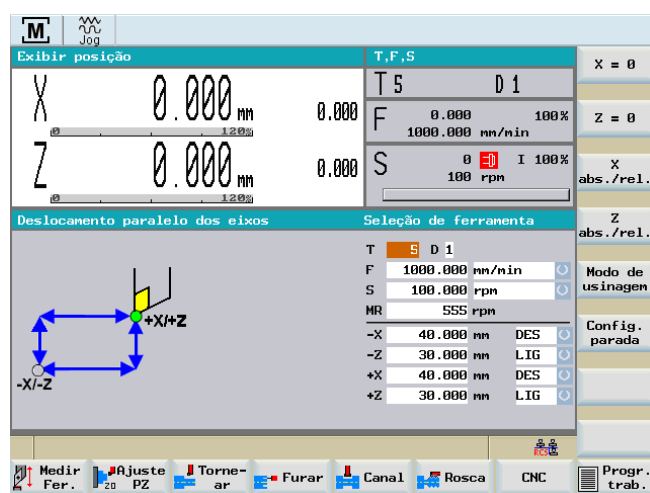 M
Jog
Exibir posição
T,F,S
X = 0
X 0.000 mm 0.000
T 5 D 1
0 120%
F 0.000 100%
1000.000 mm/min
Z = 0
Z 0.000 mm 0.000
S 0 I 100%
100 rpm
X
abs./rel.
0 120%
Z
abs./rel.
Deslocamento paralelo dos eixos
Seleção de ferramenta
T 5 D 1
F 1000.000 mm/min
S 100.000 rpm
MR 555 rpm
-X 40.000 mm DES
-Z 30.000 mm LIG
+X 40.000 mm DES
+Z 30.000 mm LIG
+X/+Z
-X/-Z
Modo de
usinagem
Config.
parada
RCS
Medir
Fer.
20
Ajuste
PZ
Torne-
ar
Furar
Canal
Rosca
CNC
Progr.
trab.